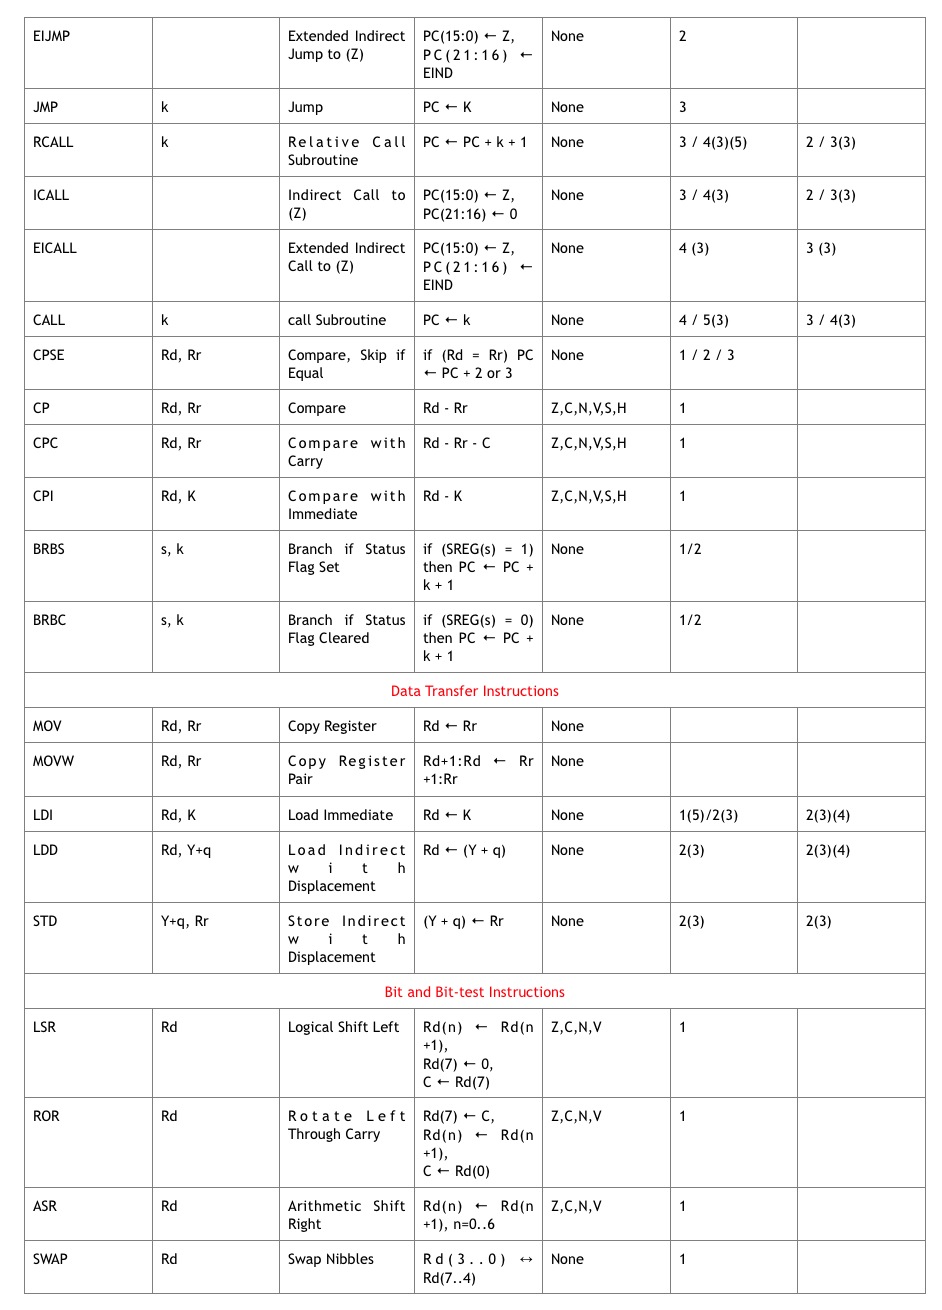 EIJMP Extended Indirect Jump to (Z) PC(15:0) ← Z, PC(21:16) ← EIND None 2
JMP k Jump PC ← K None 3
RCALL k Relative Call Subroutine PC ← PC + k + 1 None 3 / 4(3)(5) 2 / 3(3)
ICALL Indirect Call to (Z) PC(15:0) ← Z, PC(21:16) ← 0 None 3 / 4(3) 2 / 3(3)
EICALL Extended Indirect Call to (Z) PC(15:0) ← Z, PC(21:16) ← EIND None 4 (3) 3 (3)
CALL k call Subroutine PC ← k None 4 / 5(3) 3 / 4(3)
CPSE Rd, Rr Compare, Skip if Equal if (Rd = Rr) PC ← PC + 2 or 3 None 1 / 2 / 3
CP Rd, Rr Compare Rd - Rr Z,C,N,V,S,H 1
CPC Rd, Rr Compare with Carry Rd - Rr - C Z,C,N,V,S,H 1
CPI Rd, K Compare with Immediate Rd - K Z,C,N,V,S,H 1
BRBS s, k Branch if Status Flag Set if (SREG(s) = 1) then PC ← PC + k + 1 None 1/2
BRBC s, k Branch if Status Flag Cleared if (SREG(s) = 0) then PC ← PC + k + 1 None 1/2
Data Transfer Instructions
MOV Rd, Rr Copy Register Rd ← Rr None
MOVW Rd, Rr Copy Register Pair Rd+1:Rd ← Rr +1:Rr None
LDI Rd, K Load Immediate Rd ← K None 1(5)/2(3) 2(3)(4)
LDD Rd, Y+q Load Indirect with Displacement Rd ← (Y + q) None 2(3) 2(3)(4)
STD Y+q, Rr Store Indirect with Displacement (Y + q) ← Rr None 2(3) 2(3)
Bit and Bit-test Instructions
LSR Rd Logical Shift Left Rd(n) ← Rd(n +1), Rd(7) ← 0, C ← Rd(7) Z,C,N,V 1
ROR Rd Rotate Left Through Carry Rd(7) ← C, Rd(n) ← Rd(n +1), C ← Rd(0) Z,C,N,V 1
ASR Rd Arithmetic Shift Right Rd(n) ← Rd(n +1), n=0..6 Z,C,N,V 1
SWAP Rd Swap Nibbles Rd(3..0) ↔ Rd(7..4) None 1